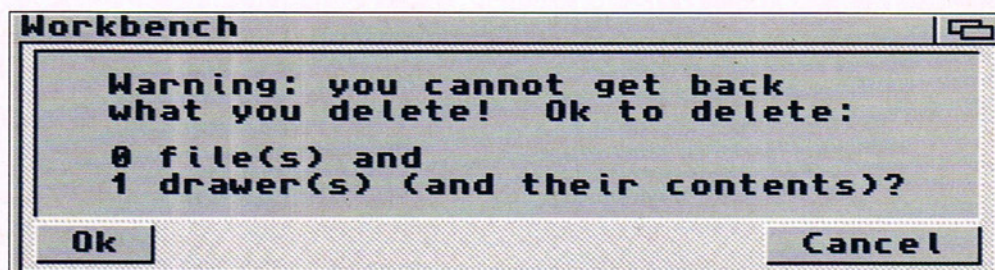 Workbench
Warning: you cannot get back
what you delete!  Ok to delete:
0 file(s) and
1 drawer(s) (and their contents)?
Ok
Cancel